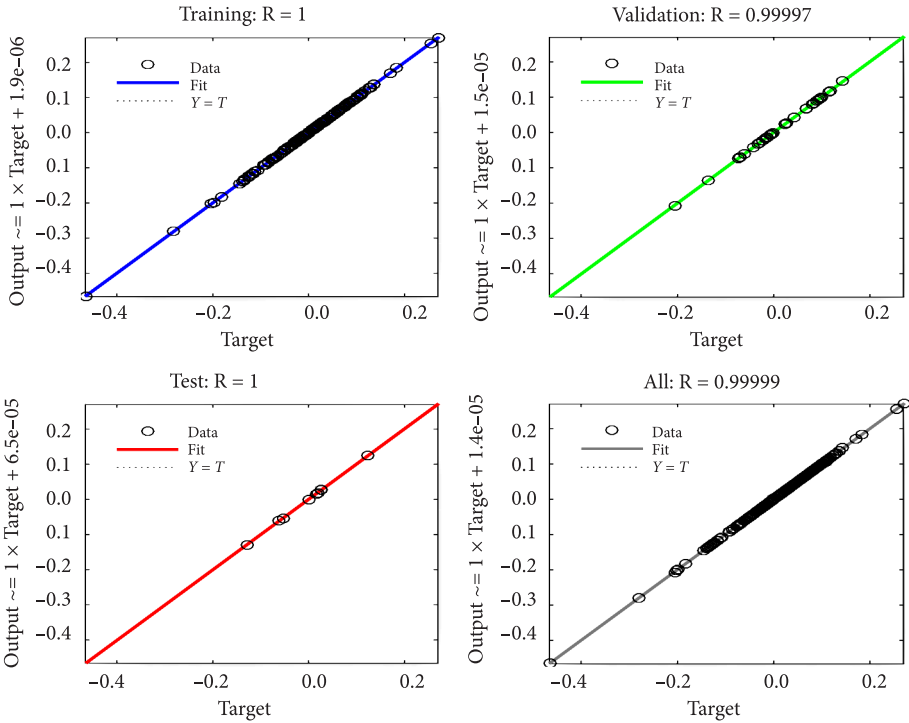 Training: R = 1
Output ~= 1 × Target + 1.9e–06
0.2
0.1
0.0
0.1
−0.2
−0.3
−0.4
Data
Fit
Y = T
−0.4
−0.2
0.0
0.2
Target
Validation: R = 0.99997
Output ~= 1 × Target + 1.5e–05
0.2
0.1
0.0
0.1
−0.2
−0.3
−0.4
Data
Fit
Y = T
−0.4
−0.2
0.0
0.2
Target
Test: R = 1
Output ~= 1 × Target + 6.5e–05
0.2
0.1
0.0
0.1
−0.2
−0.3
−0.4
Data
Fit
Y = T
−0.4
−0.2
0.0
0.2
Target
All: R = 0.99999
Output ~= 1 × Target + 1.4e–05
0.2
0.1
0.0
0.1
−0.2
−0.3
−0.4
Data
Fit
Y = T
−0.4
−0.2
0.0
0.2
Target